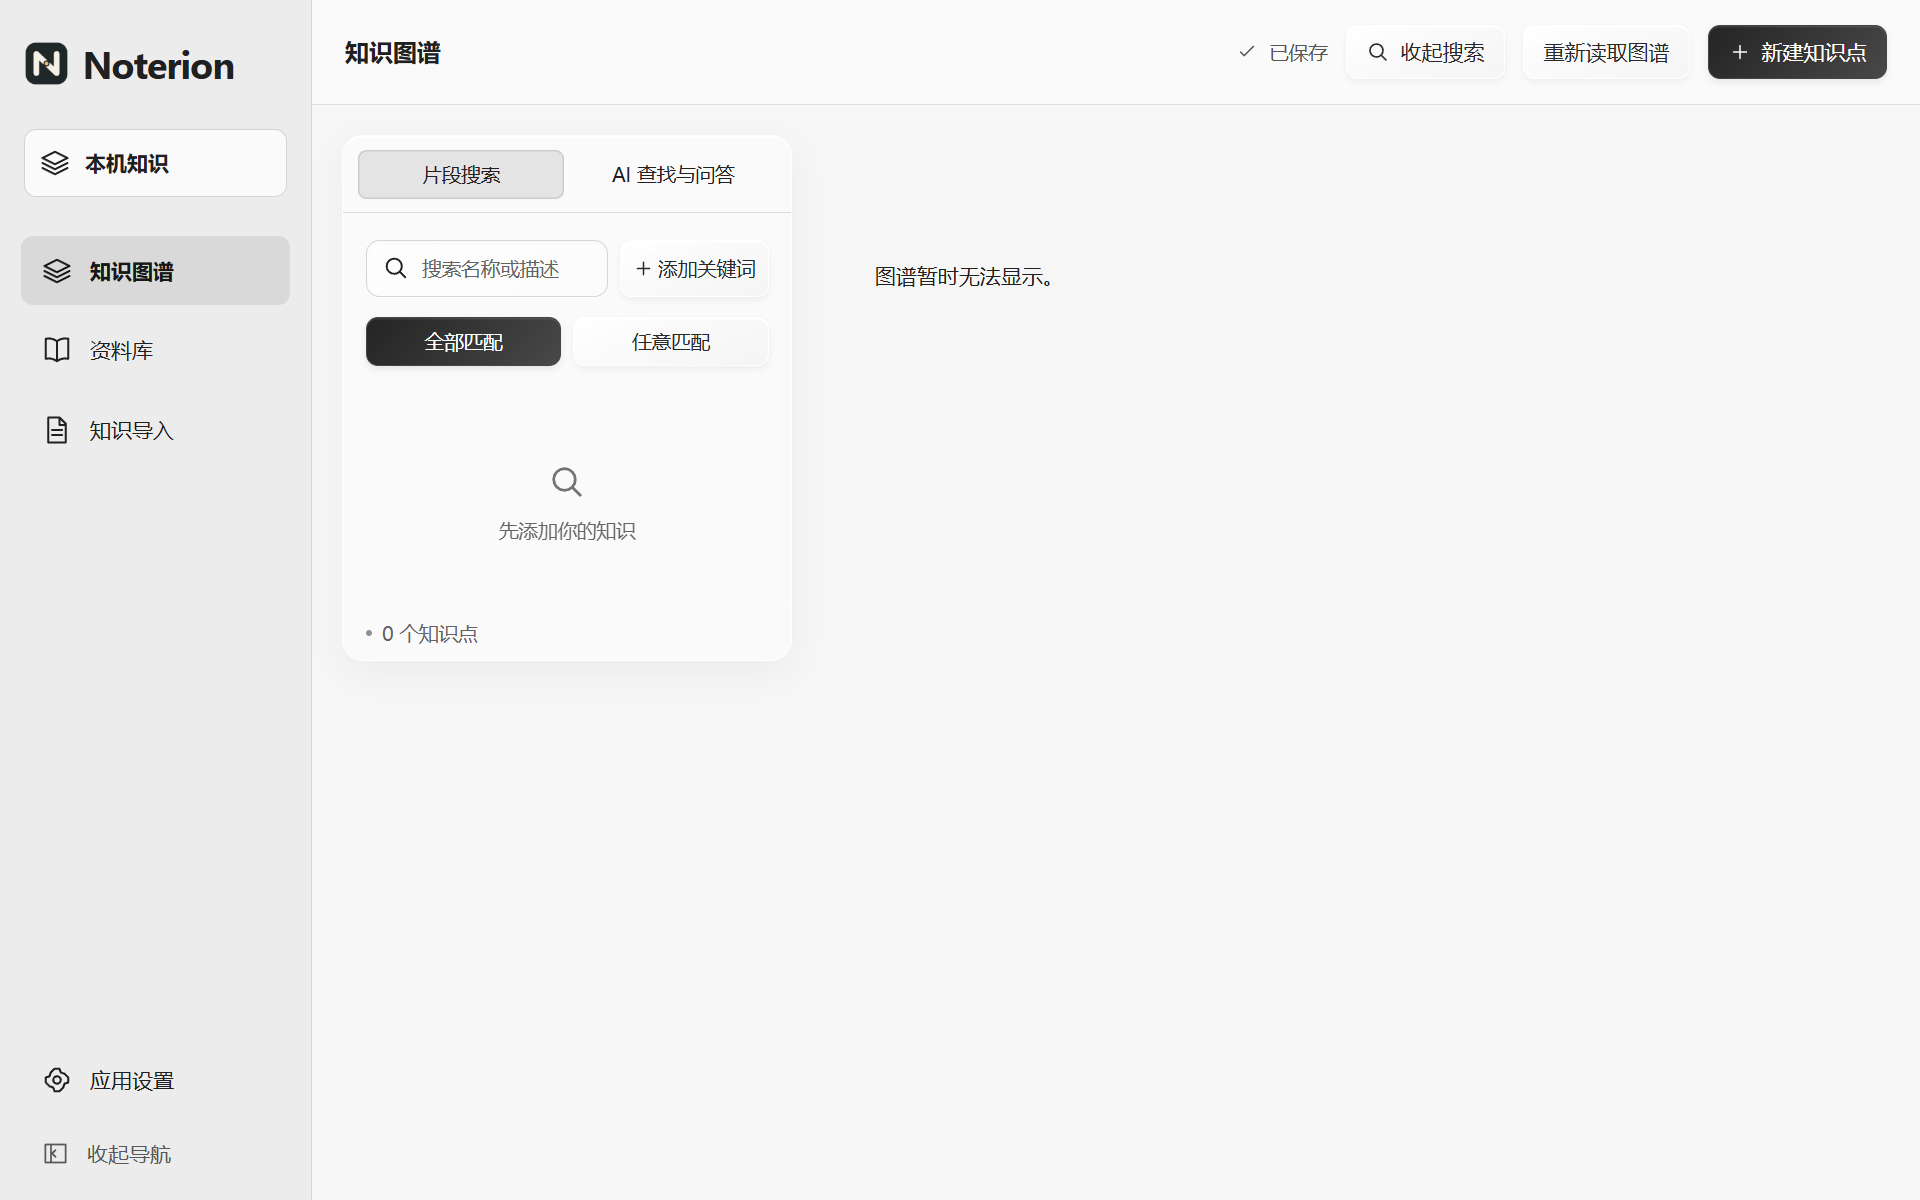 Noterion
本机知识
知识图谱
资料库
知识导入
应用设置
收起导航
知识图谱
已保存
收起搜索
重新读取图谱
新建知识点
片段搜索
AI 查找与问答
搜索名称或描述
添加关键词
全部匹配
任意匹配
先添加你的知识
0 个知识点
图谱暂时无法显示。